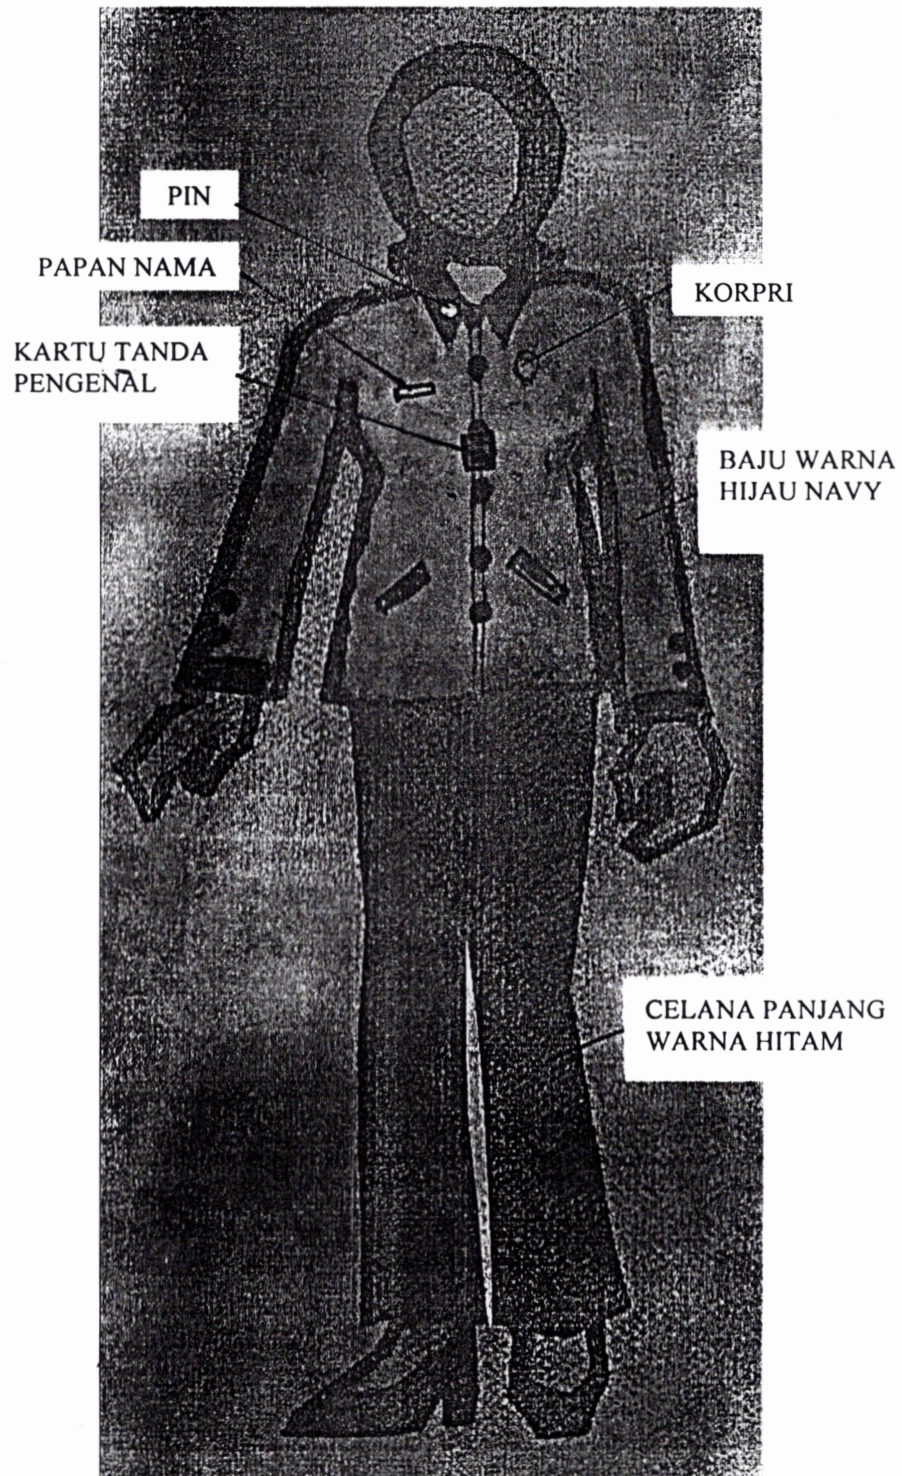 PIN
PAPAN NAMA
KARTU TANDA
PENGENAL
KORPRI
BAJU WARNA
HIJAU NAVY
CELANA PANJANG
WARNA HITAM